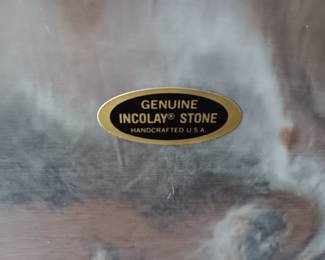 GENUINE
INCOLAY® STONE
HANDCRAFTED U.S.A.